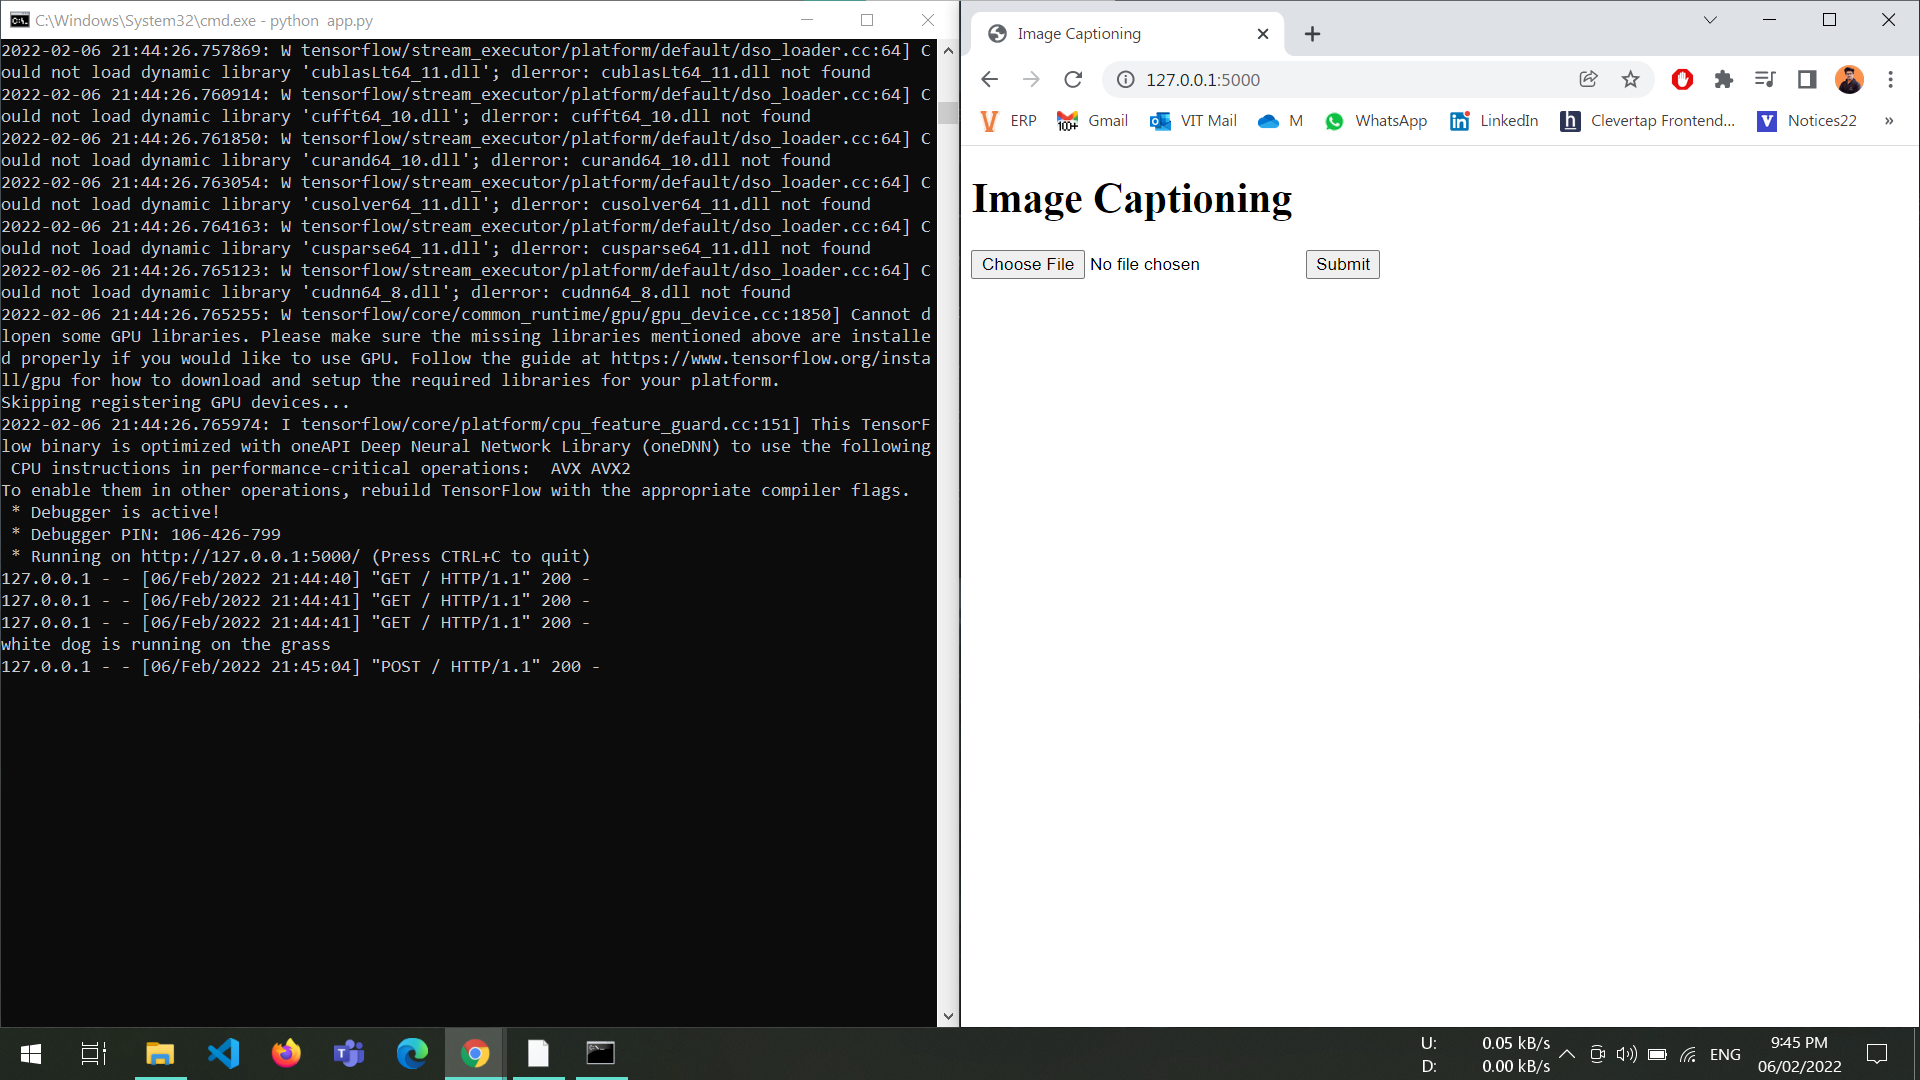 C:\Windows\System32\cmd.exe - python  app.py
2022-02-06 21:44:26.757869: W tensorflow/stream_executor/platform/default/dso_loader.cc:64] C
ould not load dynamic library 'cublasLt64_11.dll'; dlerror: cublasLt64_11.dll not found
2022-02-06 21:44:26.760914: W tensorflow/stream_executor/platform/default/dso_loader.cc:64] C
ould not load dynamic library 'cufft64_10.dll'; dlerror: cufft64_10.dll not found
2022-02-06 21:44:26.761850: W tensorflow/stream_executor/platform/default/dso_loader.cc:64] C
ould not load dynamic library 'curand64_10.dll'; dlerror: curand64_10.dll not found
2022-02-06 21:44:26.763054: W tensorflow/stream_executor/platform/default/dso_loader.cc:64] C
ould not load dynamic library 'cusolver64_11.dll'; dlerror: cusolver64_11.dll not found
2022-02-06 21:44:26.764163: W tensorflow/stream_executor/platform/default/dso_loader.cc:64] C
ould not load dynamic library 'cusparse64_11.dll'; dlerror: cusparse64_11.dll not found
2022-02-06 21:44:26.765123: W tensorflow/stream_executor/platform/default/dso_loader.cc:64] C
ould not load dynamic library 'cudnn64_8.dll'; dlerror: cudnn64_8.dll not found
2022-02-06 21:44:26.765255: W tensorflow/core/common_runtime/gpu/gpu_device.cc:1850] Cannot d
lopen some GPU libraries. Please make sure the missing libraries mentioned above are installe
d properly if you would like to use GPU. Follow the guide at https://www.tensorflow.org/insta
ll/gpu for how to download and setup the required libraries for your platform.
Skipping registering GPU devices...
2022-02-06 21:44:26.765974: I tensorflow/core/platform/cpu_feature_guard.cc:151] This TensorF
low binary is optimized with oneAPI Deep Neural Network Library (oneDNN) to use the following
 CPU instructions in performance-critical operations:  AVX AVX2
To enable them in other operations, rebuild TensorFlow with the appropriate compiler flags.
 * Debugger is active!
 * Debugger PIN: 106-426-799
 * Running on http://127.0.0.1:5000/ (Press CTRL+C to quit)
127.0.0.1 - - [06/Feb/2022 21:44:40] "GET / HTTP/1.1" 200 -
127.0.0.1 - - [06/Feb/2022 21:44:41] "GET / HTTP/1.1" 200 -
127.0.0.1 - - [06/Feb/2022 21:44:41] "GET / HTTP/1.1" 200 -
white dog is running on the grass
127.0.0.1 - - [06/Feb/2022 21:45:04] "POST / HTTP/1.1" 200 -
Image Captioning
127.0.0.1:5000
ERP 100+ Gmail VIT Mail M WhatsApp LinkedIn Clevertap Frontend... Notices22 »
Image Captioning
Choose File No file chosen Submit
U: 0.05 kB/s
D: 0.00 kB/s
ENG
9:45 PM
06/02/2022